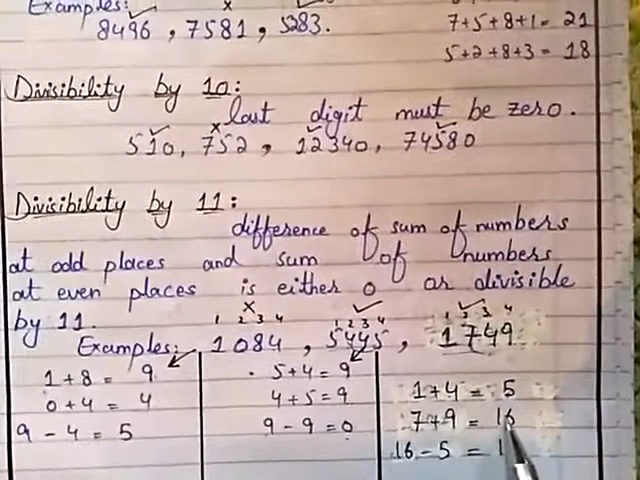 Examples:
8496, 7581, 5283.
7+5+8+1= 21
5+2+8+3= 18
Divisibility by 10:
last digit must be zero.
510, 752, 12340, 74580
Divisibility by 11:
difference of sum of numbers
at odd places and sum of numbers
at even places is either 0 or divisible
by 11.
1 2 3 4 1 2 3 4 1 2 3 4
Examples: 1084, 5445, 1749
1+8= 9
0+4= 4
9-4=5
5+4=9
4+5=9
9-9=0
1+4= 5
7+9=16
16-5=1